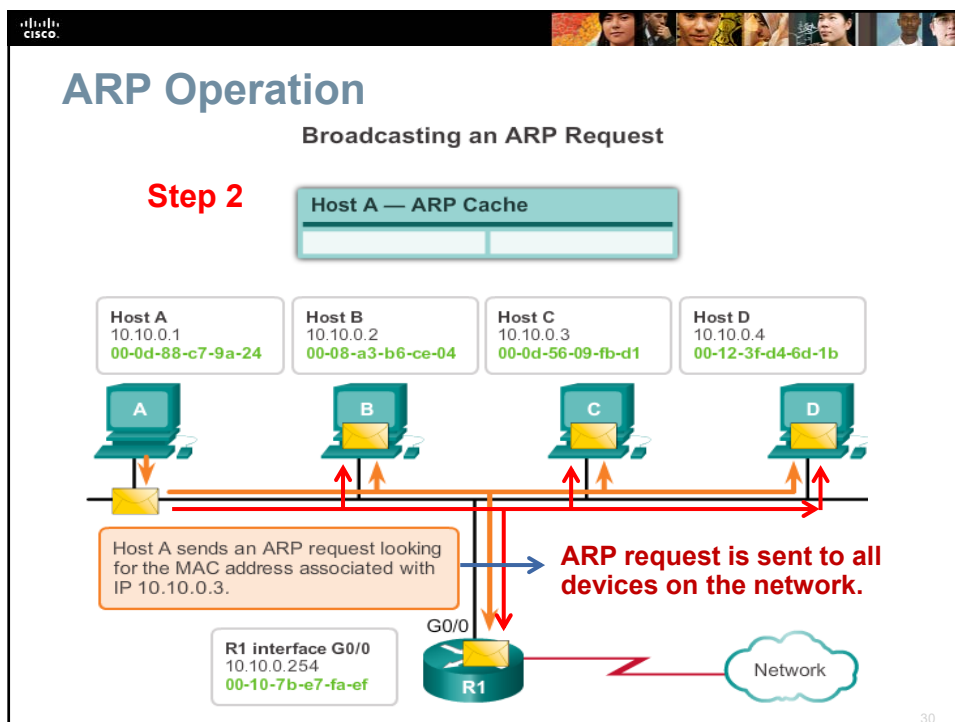 CISCO.
ARP Operation
Broadcasting an ARP Request
Step 2
Host A — ARP Cache
Host A
10.10.0.1
00-0d-88-c7-9a-24
Host B
10.10.0.2
00-08-a3-b6-ce-04
Host C
10.10.0.3
00-0d-56-09-fb-d1
Host D
10.10.0.4
00-12-3f-d4-6d-1b
A
B
C
D
Host A sends an ARP request looking
for the MAC address associated with
IP 10.10.0.3.
ARP request is sent to all
devices on the network.
G0/0
R1 interface G0/0
10.10.0.254
00-10-7b-e7-fa-ef
R1
Network
30